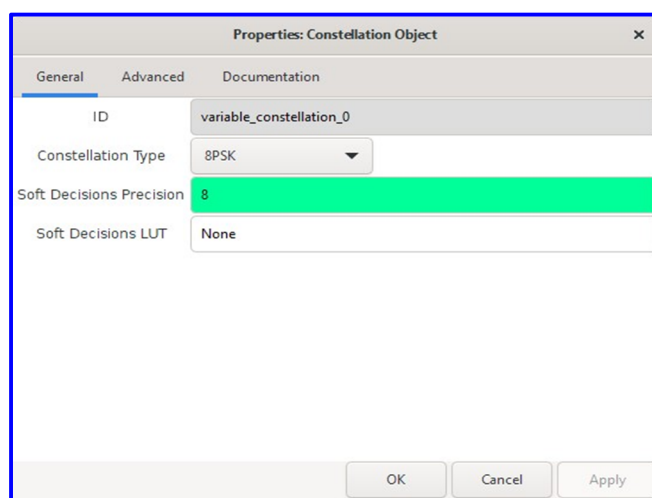 Properties: Constellation Object ×
General Advanced Documentation
ID variable_constellation_0
Constellation Type 8PSK
Soft Decisions Precision 8
Soft Decisions LUT None
OK Cancel Apply